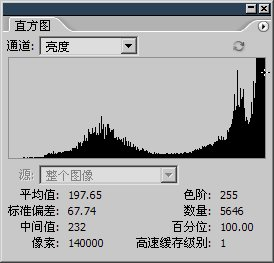 直方图
通道: 亮度
源: 整个图像
平均值: 197.65 色阶: 255
标准偏差: 67.74 数量: 5646
中间值: 232 百分位: 100.00
像素: 140000 高速缓存级别: 1